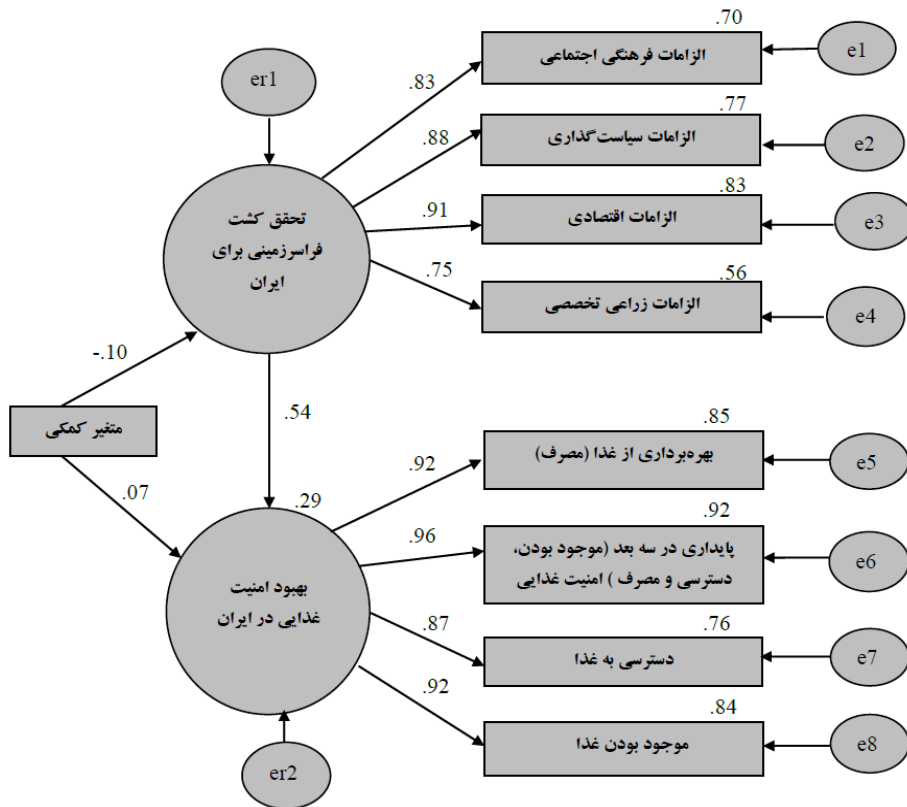 .70
الزامات فرهنگی اجتماعی
e1
er1
.83
.77
الزامات سیاست‌گذاری
e2
.88
.83
الزامات اقتصادی
e3
.91
تحقق کشت
فراسرزمینی برای
ایران
.56
الزامات زراعی تخصصی
e4
.75
-.10
متغیر کمکی
.54
.07
.85
بهره‌برداری از غذا (مصرف)
e5
.92
.29
.92
پایداری در سه بعد (موجود بودن،
دسترسی و مصرف ) امنیت غذایی
e6
.96
بهبود امنیت
غذایی در ایران
.76
دسترسی به غذا
e7
.87
.84
موجود بودن غذا
e8
.92
er2